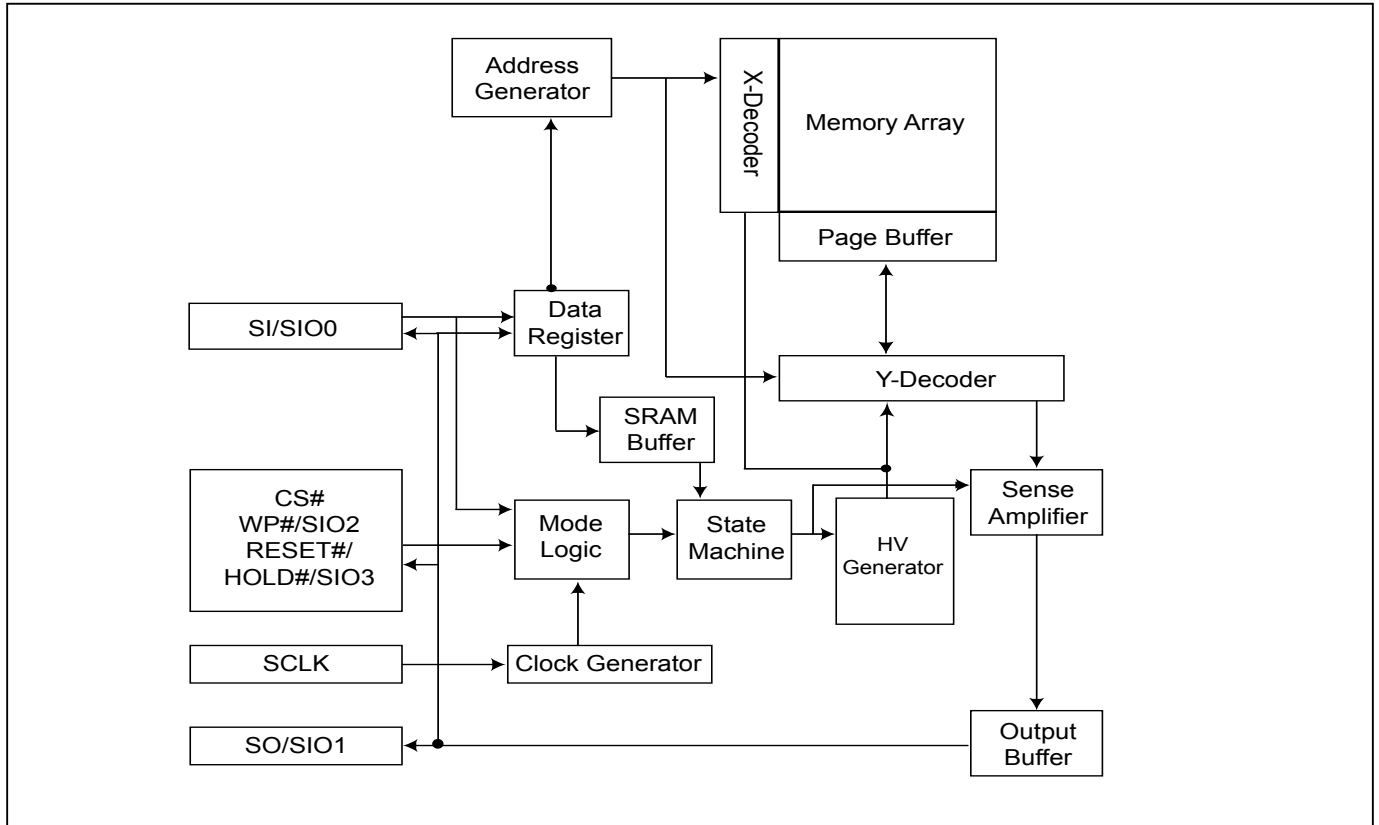 Address
Generator
X-Decoder
Memory Array
Page Buffer
SI/SIO0
Data
Register
Y-Decoder
SRAM
Buffer
CS#
WP#/SIO2
RESET#/
HOLD#/SIO3
Mode
Logic
State
Machine
HV
Generator
Sense
Amplifier
SCLK
Clock Generator
SO/SIO1
Output
Buffer